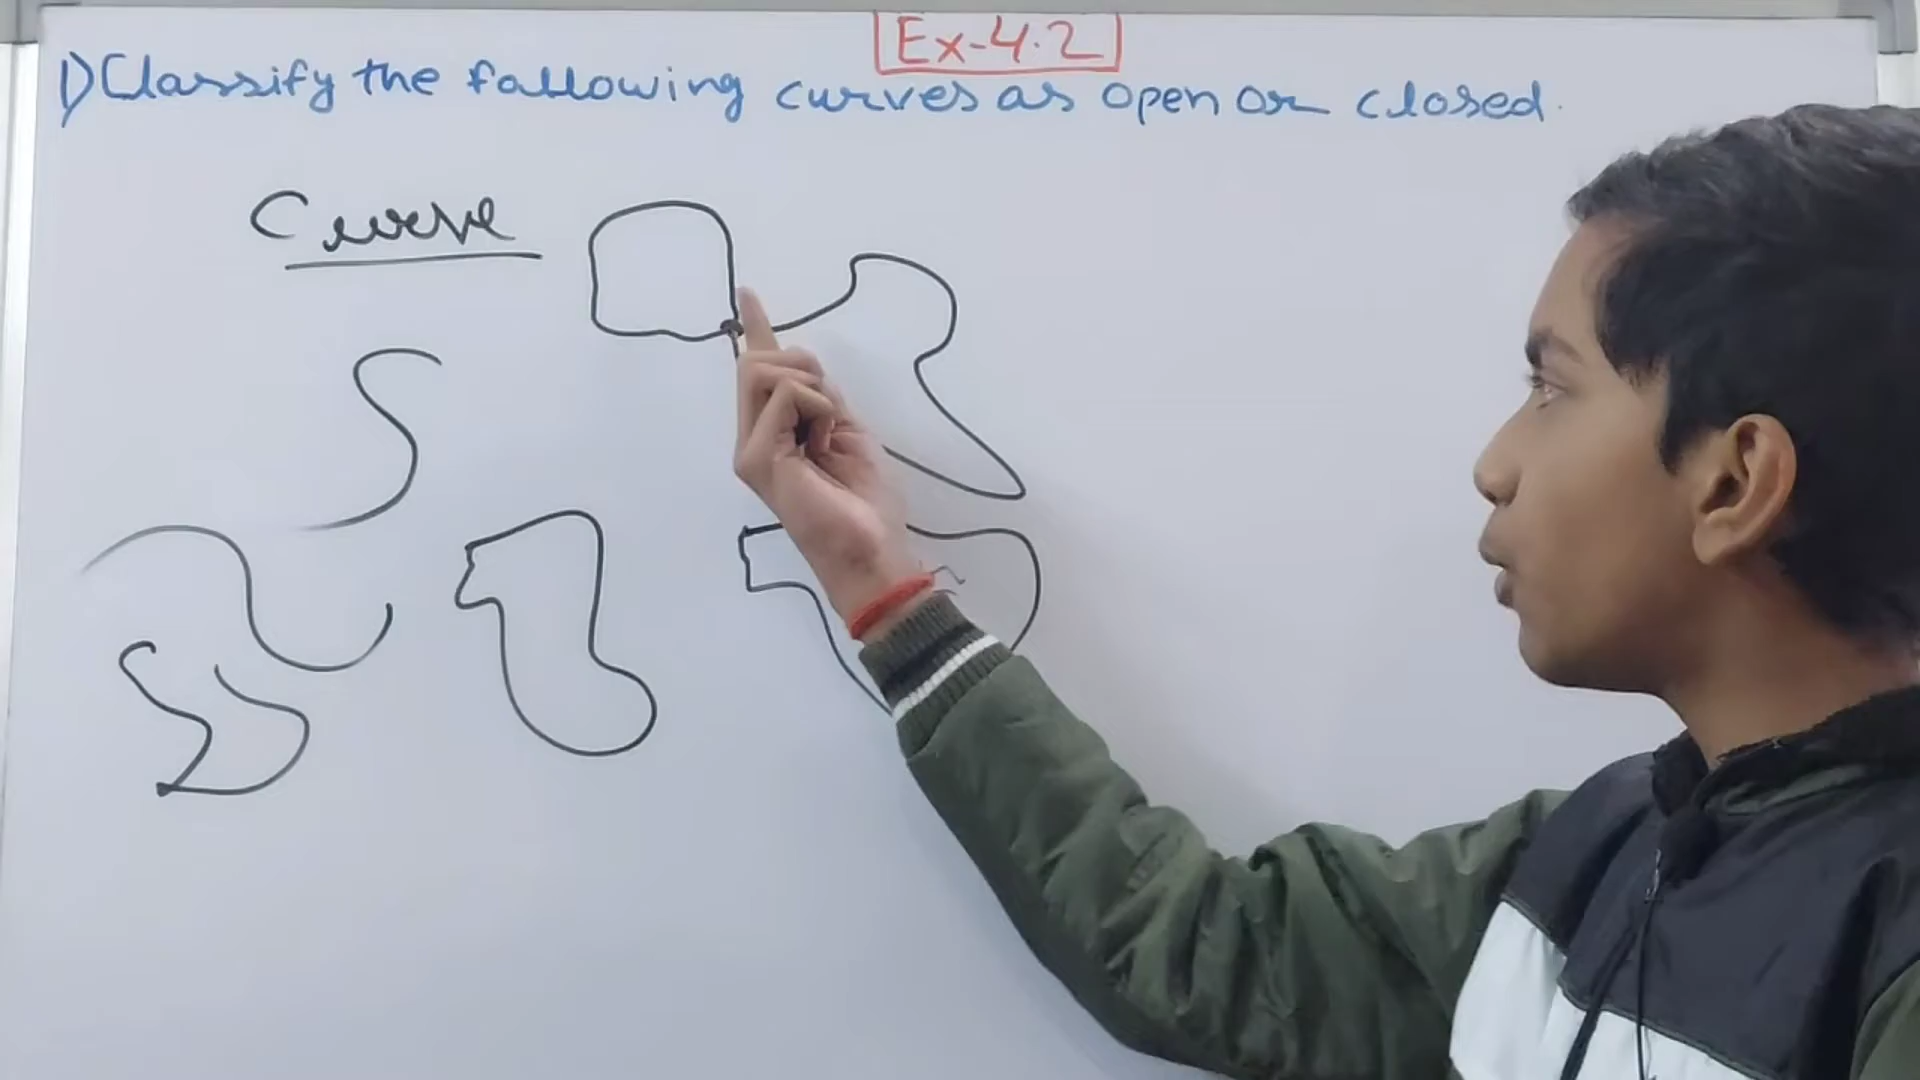 Ex-4.2
1) Classify the fallowing curves as open or closed.
Curve